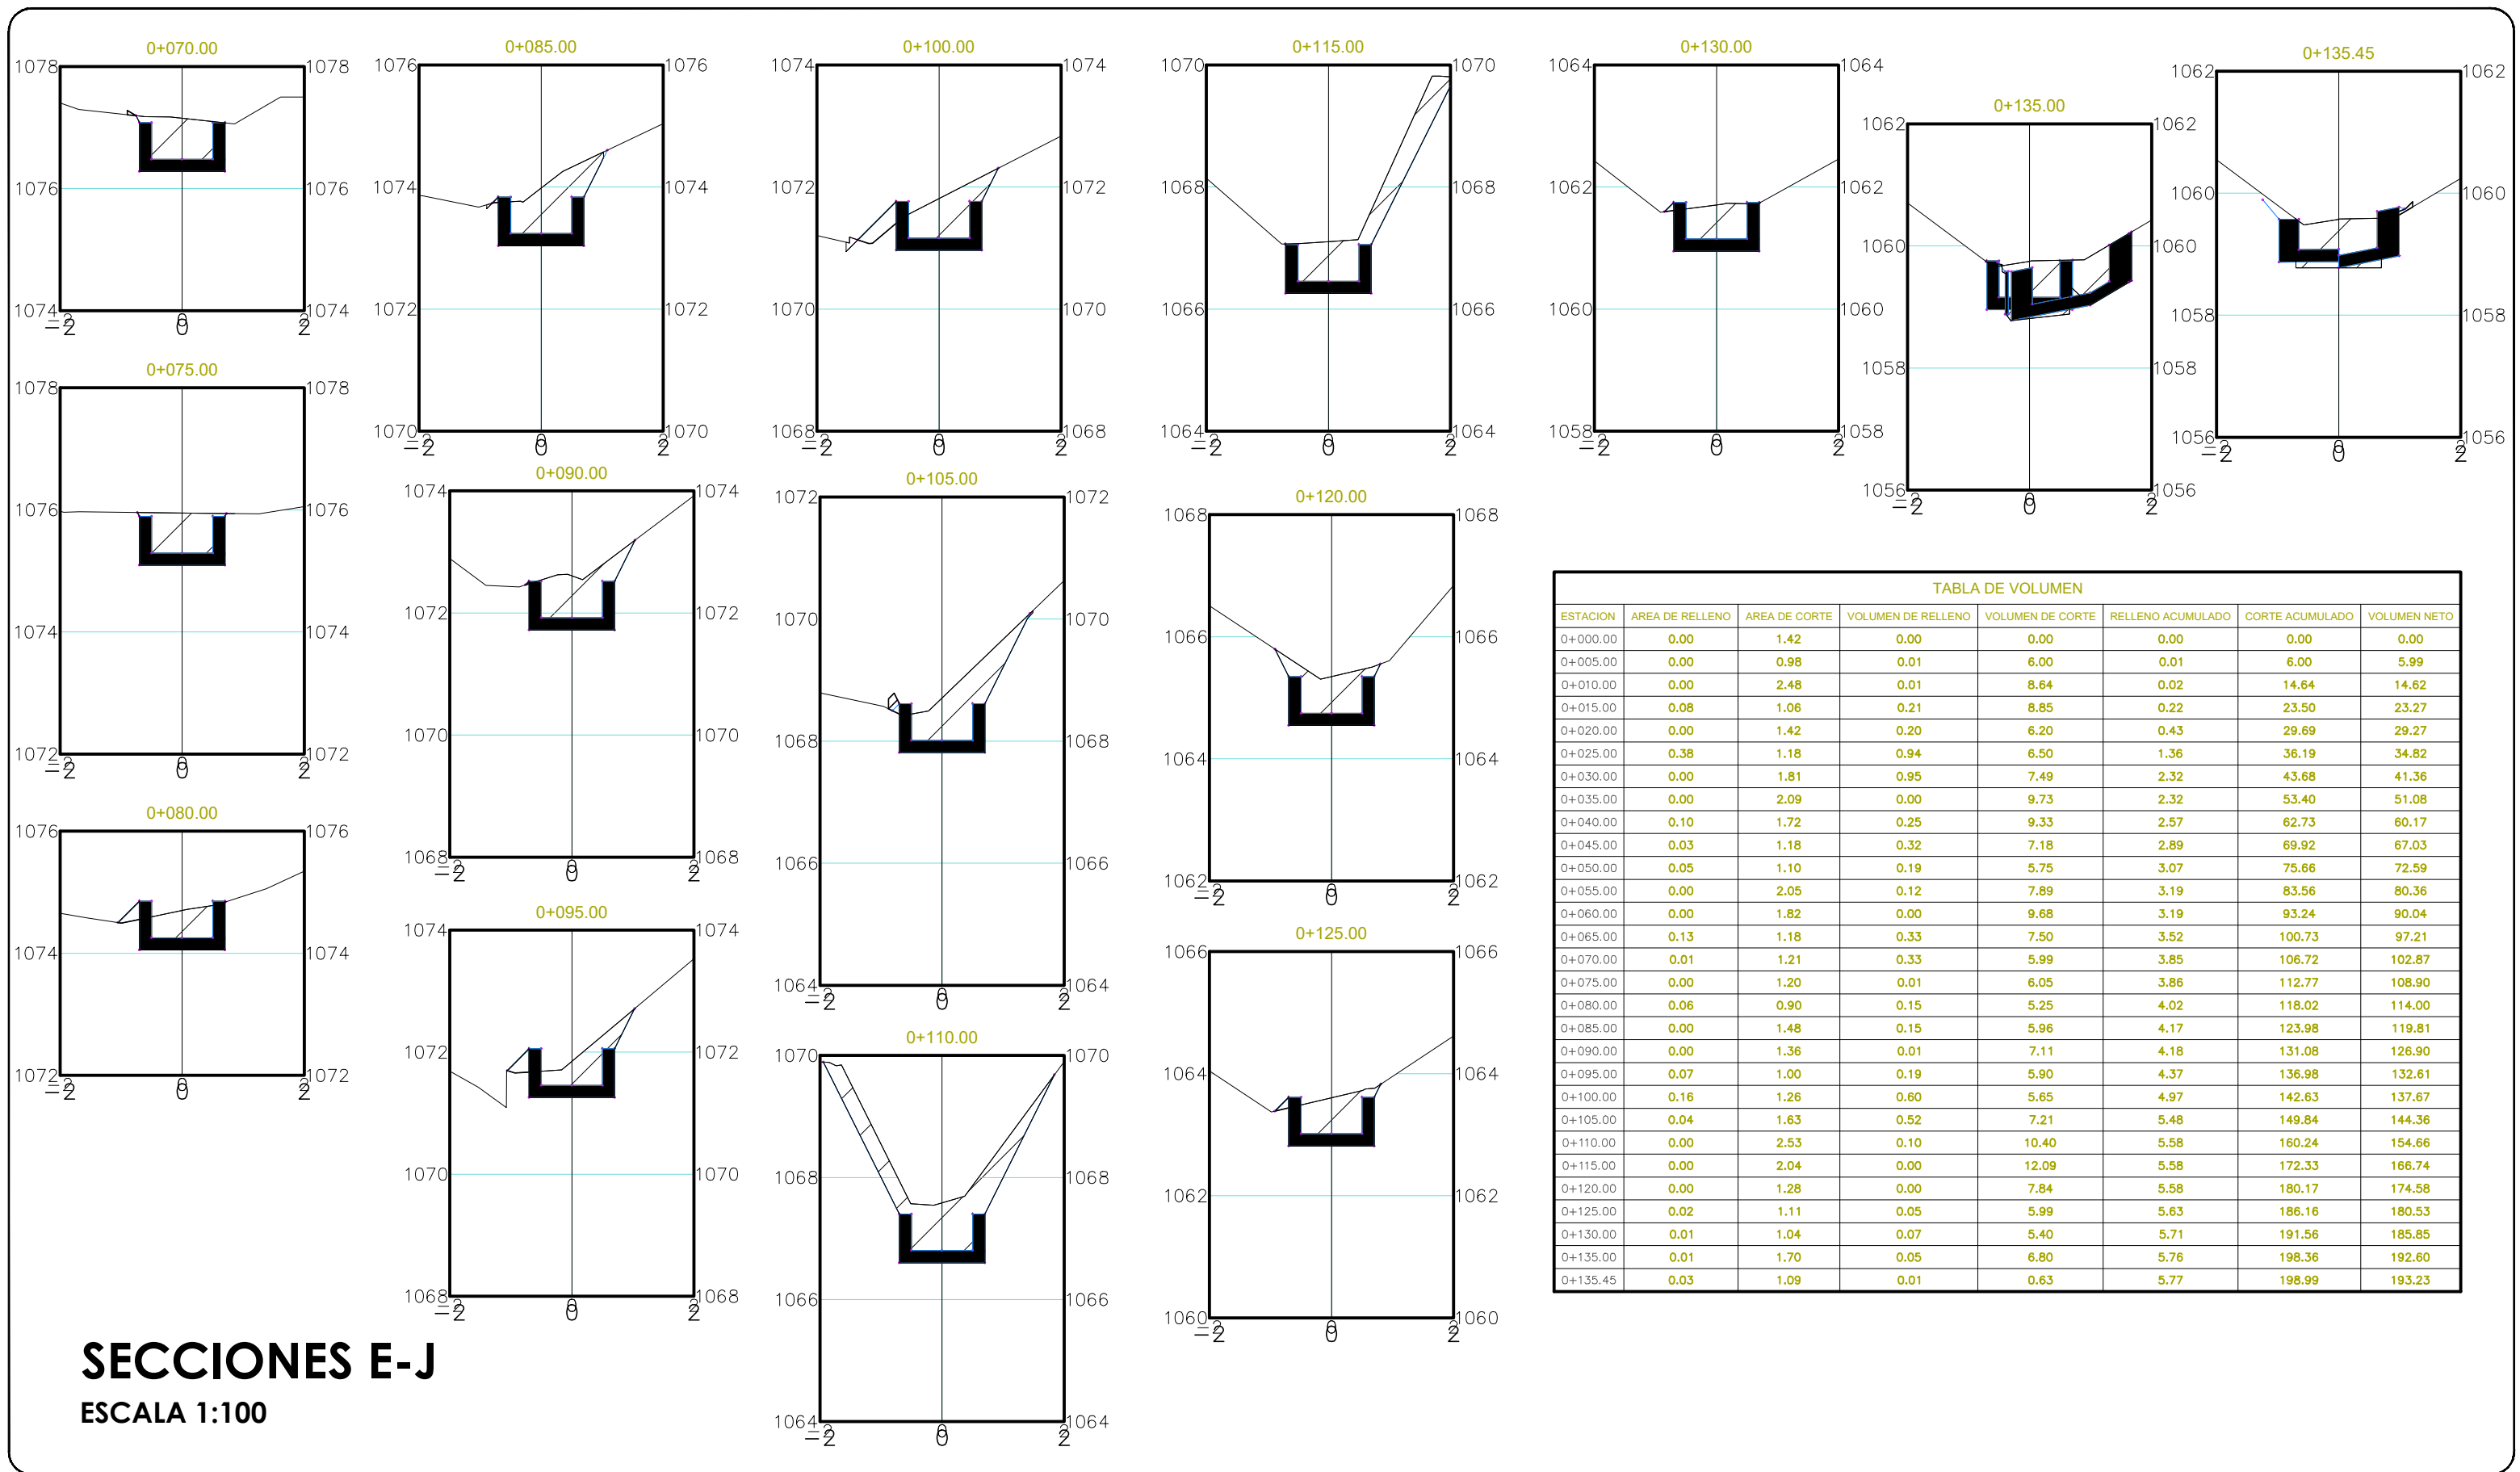 0+070.00
1078 1078
1076 1076
1074 1074
-2 0 0 2
0+075.00
1078 1078
1076 1076
1074 1074
1072 1072
-2 0 0 2
0+080.00
1076 1076
1074 1074
1072 1072
-2 0 0 2
0+085.00
1076 1076
1074 1074
1072 1072
1070 1070
-2 0 0 2
0+090.00
1074 1074
1072 1072
1070 1070
1068 1068
-2 0 0 2
0+095.00
1074 1074
1072 1072
1070 1070
1068 1068
-2 0 0 2
0+100.00
1074 1074
1072 1072
1070 1070
1068 1068
-2 0 0 2
0+105.00
1072 1072
1070 1070
1068 1068
1066 1066
1064 1064
-2 0 0 2
0+110.00
1070 1070
1068 1068
1066 1066
1064 1064
-2 0 0 2
0+115.00
1070 1070
1068 1068
1066 1066
1064 1064
-2 0 0 2
0+120.00
1068 1068
1066 1066
1064 1064
1062 1062
-2 0 0 2
0+125.00
1066 1066
1064 1064
1062 1062
1060 1060
-2 0 0 2
0+130.00
1064 1064
1062 1062
1060 1060
1058 1058
-2 0 0 2
0+135.00
1062 1062
1060 1060
1058 1058
1056 1056
-2 0 0 2
0+135.45
1062 1062
1060 1060
1058 1058
1056 1056
-2 0 0 2
TABLA DE VOLUMEN
ESTACION AREA DE RELLENO AREA DE CORTE VOLUMEN DE RELLENO VOLUMEN DE CORTE RELLENO ACUMULADO CORTE ACUMULADO VOLUMEN NETO
0+000.00 0.00 1.42 0.00 0.00 0.00 0.00 0.00
0+005.00 0.00 0.98 0.01 6.00 0.01 6.00 5.99
0+010.00 0.00 2.48 0.01 8.64 0.02 14.64 14.62
0+015.00 0.08 1.06 0.21 8.85 0.22 23.50 23.27
0+020.00 0.00 1.42 0.20 6.20 0.43 29.69 29.27
0+025.00 0.38 1.18 0.94 6.50 1.36 36.19 34.82
0+030.00 0.00 1.81 0.95 7.49 2.32 43.68 41.36
0+035.00 0.00 2.09 0.00 9.73 2.32 53.40 51.08
0+040.00 0.10 1.72 0.25 9.33 2.57 62.73 60.17
0+045.00 0.03 1.18 0.32 7.18 2.89 69.92 67.03
0+050.00 0.05 1.10 0.19 5.75 3.07 75.66 72.59
0+055.00 0.00 2.05 0.12 7.89 3.19 83.56 80.36
0+060.00 0.00 1.82 0.00 9.68 3.19 93.24 90.04
0+065.00 0.13 1.18 0.33 7.50 3.52 100.73 97.21
0+070.00 0.01 1.21 0.33 5.99 3.85 106.72 102.87
0+075.00 0.00 1.20 0.01 6.05 3.86 112.77 108.90
0+080.00 0.06 0.90 0.15 5.25 4.02 118.02 114.00
0+085.00 0.00 1.48 0.15 5.96 4.17 123.98 119.81
0+090.00 0.00 1.36 0.01 7.11 4.18 131.08 126.90
0+095.00 0.07 1.00 0.19 5.90 4.37 136.98 132.61
0+100.00 0.16 1.26 0.60 5.65 4.97 142.63 137.67
0+105.00 0.04 1.63 0.52 7.21 5.48 149.84 144.36
0+110.00 0.00 2.53 0.10 10.40 5.58 160.24 154.66
0+115.00 0.00 2.04 0.00 12.09 5.58 172.33 166.74
0+120.00 0.00 1.28 0.00 7.84 5.58 180.17 174.58
0+125.00 0.02 1.11 0.05 5.99 5.63 186.16 180.53
0+130.00 0.01 1.04 0.07 5.40 5.71 191.56 185.85
0+135.00 0.01 1.70 0.05 6.80 5.76 198.36 192.60
0+135.45 0.03 1.09 0.01 0.63 5.77 198.99 193.23
SECCIONES E-J
ESCALA 1:100